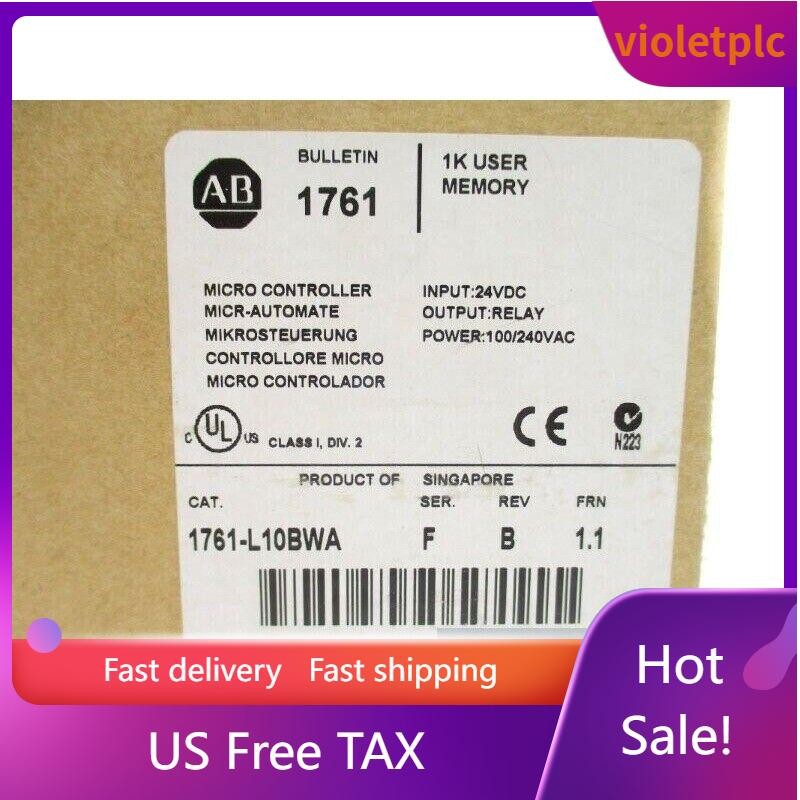 violetplc
AB
BULLETIN
1761
1K USER
MEMORY
MICRO CONTROLLER
MICR-AUTOMATE
MIKROSTEUERUNG
CONTROLLORE MICRO
MICRO CONTROLADOR
INPUT:24VDC
OUTPUT:RELAY
POWER:100/240VAC
C UL US CLASS I, DIV. 2
CE
N223
PRODUCT OF SINGAPORE
CAT. SER. REV FRN
1761-L10BWA F B 1.1
Fast delivery Fast shipping
Hot
Sale!
US Free TAX